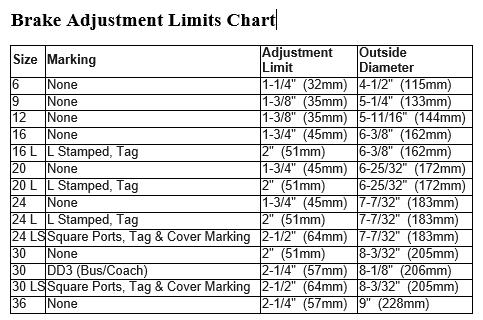 Brake Adjustment Limits Chart
Size Marking Adjustment Limit Outside Diameter
6 None 1-1/4" (32mm) 4-1/2" (115mm)
9 None 1-3/8" (35mm) 5-1/4" (133mm)
12 None 1-3/8" (35mm) 5-11/16" (144mm)
16 None 1-3/4" (45mm) 6-3/8" (162mm)
16 L L Stamped, Tag 2" (51mm) 6-3/8" (162mm)
20 None 1-3/4" (45mm) 6-25/32" (172mm)
20 L L Stamped, Tag 2" (51mm) 6-25/32" (172mm)
24 None 1-3/4" (45mm) 7-7/32" (183mm)
24 L L Stamped, Tag 2" (51mm) 7-7/32" (183mm)
24 LS Square Ports, Tag & Cover Marking 2-1/2" (64mm) 7-7/32" (183mm)
30 None 2" (51mm) 8-3/32" (205mm)
30 DD3 (Bus/Coach) 2-1/4" (57mm) 8-1/8" (206mm)
30 LS Square Ports, Tag & Cover Marking 2-1/2" (64mm) 8-3/32" (205mm)
36 None 2-1/4" (57mm) 9" (228mm)